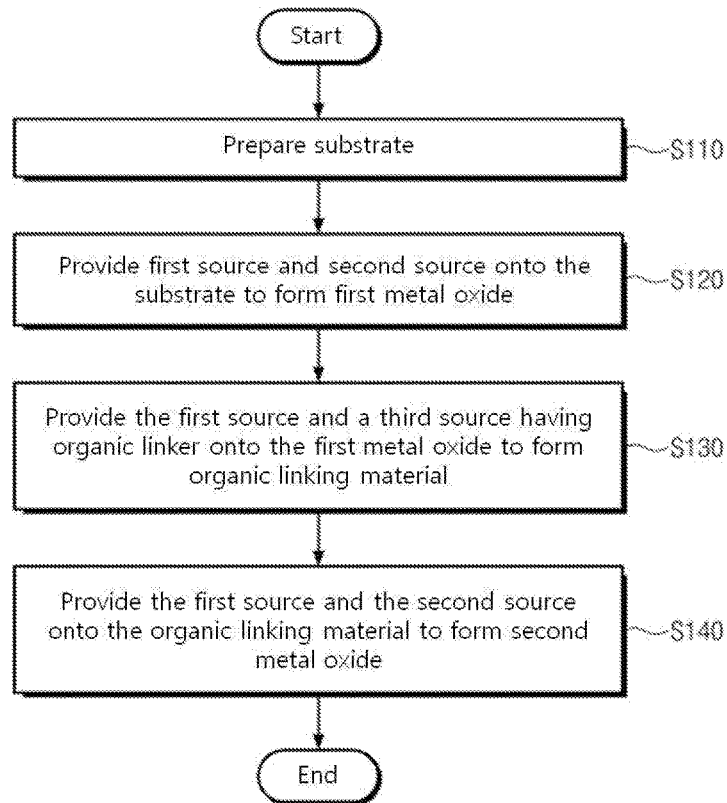 Start
Prepare substrate
S110
Provide first source and second source onto the
substrate to form first metal oxide
S120
Provide the first source and a third source having
organic linker onto the first metal oxide to form
organic linking material
S130
Provide the first source and the second source
onto the organic linking material to form second
metal oxide
S140
End